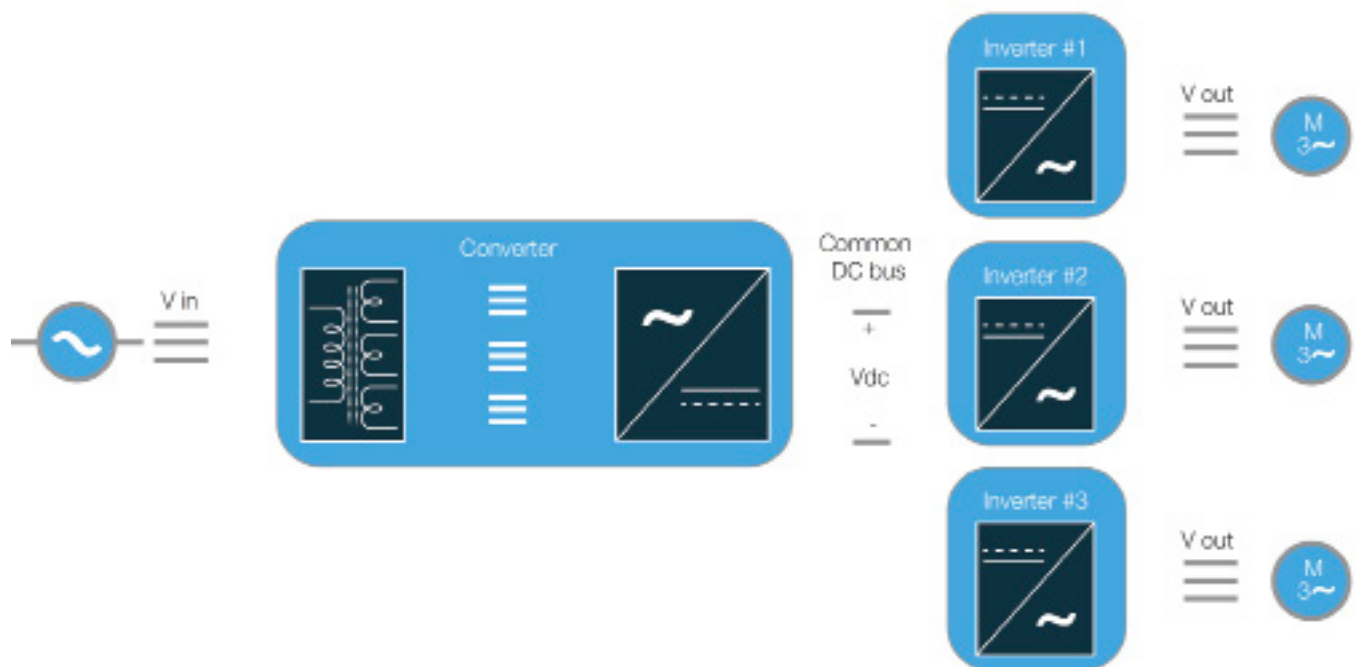 Inverter #1
V out
M
3~
Converter
Common
DC bus
V in
+
Vdc
-
Inverter #2
V out
M
3~
Inverter #3
V out
M
3~